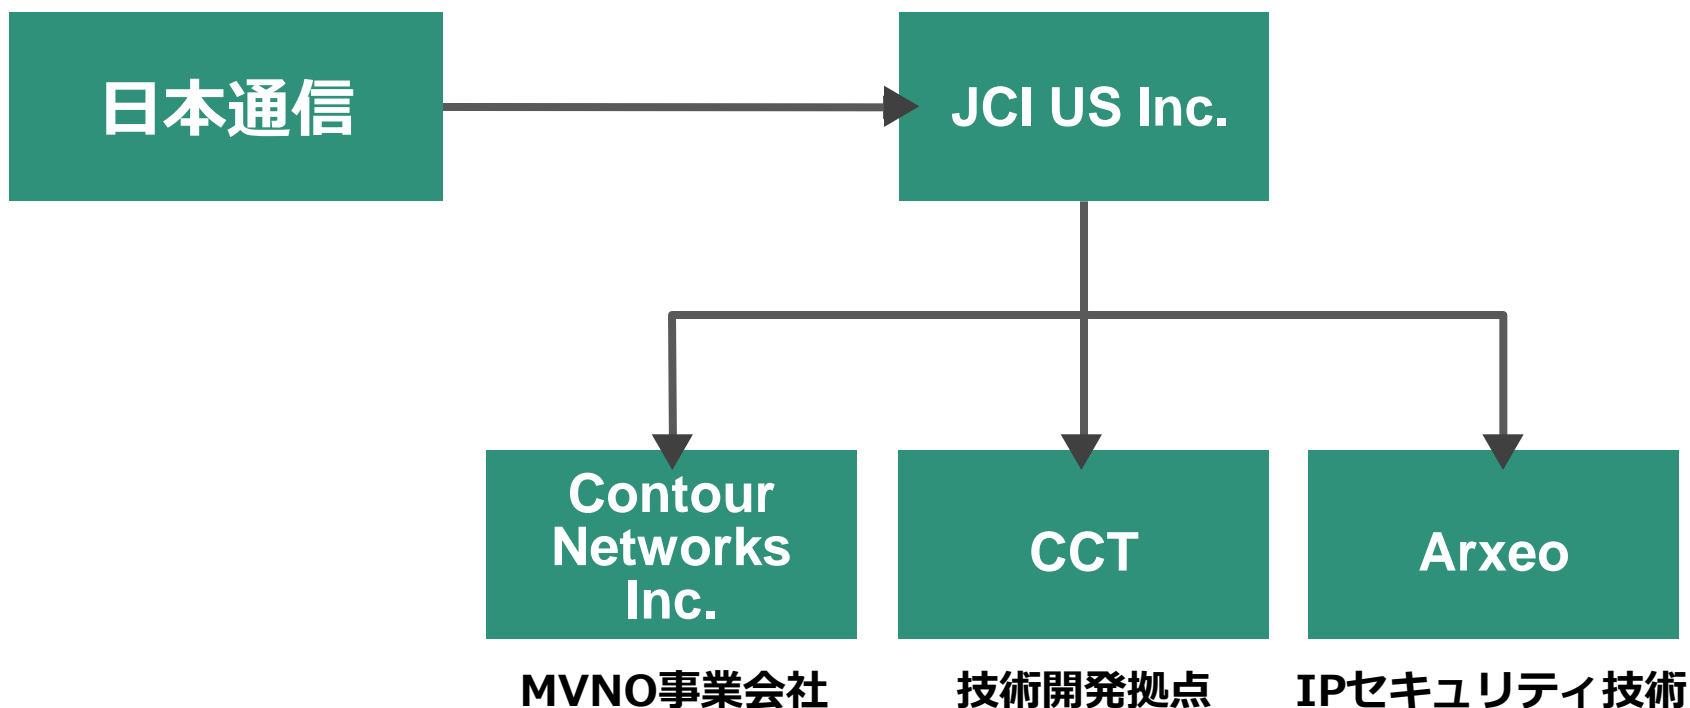 日本通信
JCI US Inc.
Contour
Networks
Inc.
CCT
Arxeo
MVNO事業会社
技術開発拠点
IPセキュリティ技術